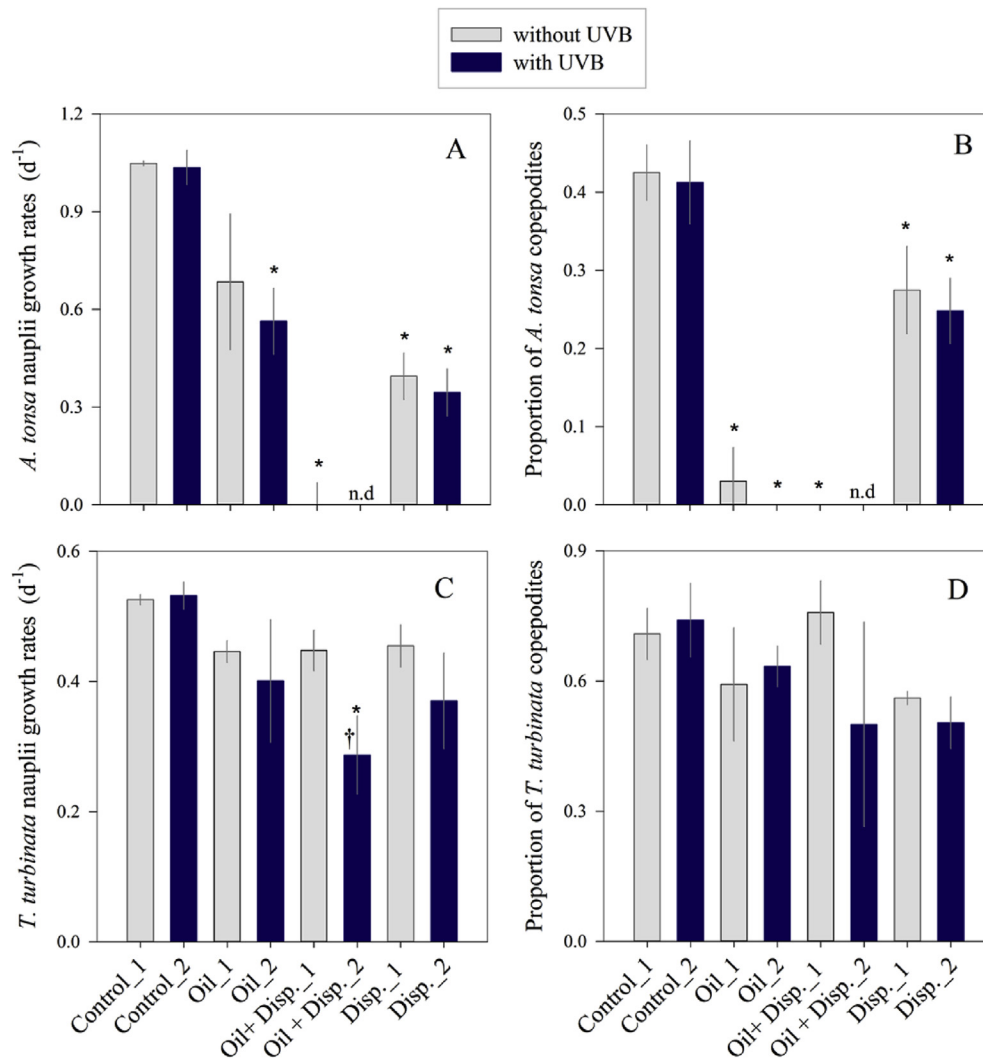 without UVB
with UVB
A
A. tonsa nauplii growth rates (d⁻¹)
1.2
0.9
0.6
0.3
0.0
*
*
n.d
*
*
B
Proportion of A. tonsa copepodites
0.5
0.4
0.3
0.2
0.1
0.0
*
*
*
n.d
*
*
C
T. turbinata nauplii growth rates (d⁻¹)
0.6
0.4
0.2
0.0
*
†
Control_1
Control_2
Oil_1
Oil_2
Oil+ Disp._1
Oil + Disp._2
Disp._1
Disp._2
D
Proportion of T. turbinata copepodites
0.9
0.6
0.3
0.0
Control_1
Control_2
Oil_1
Oil_2
Oil+ Disp._1
Oil + Disp._2
Disp._1
Disp._2